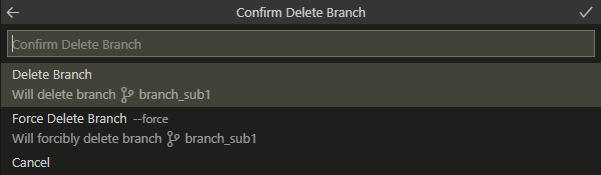 Confirm Delete Branch
Confirm Delete Branch
Delete Branch
Will delete branch branch_sub1
Force Delete Branch --force
Will forcibly delete branch branch_sub1
Cancel